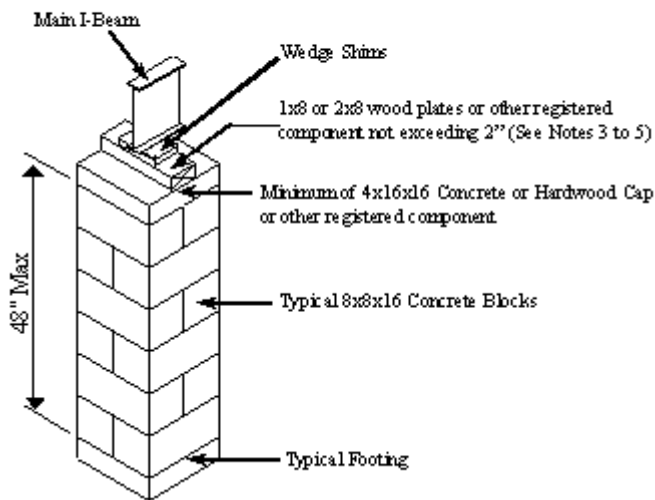 Main I-Beam
Wedge Shims
1x8 or 2x8 wood plates or other registered
component not exceeding 2” (See Notes 3 to 5)
Minimum of 4x16x16 Concrete or Hardwood Cap
or other registered component
48" Max
Typical 8x8x16 Concrete Blocks
Typical Footing